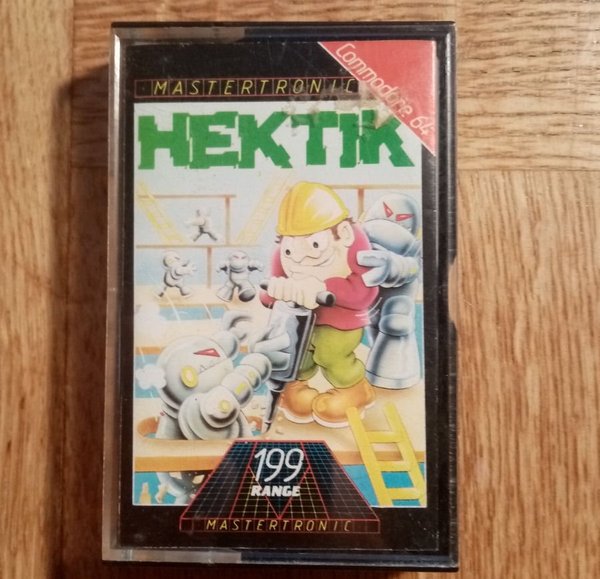 MASTERTRONIC
Commodore 64
HEKTIK
199
RANGE
MASTERTRONIC